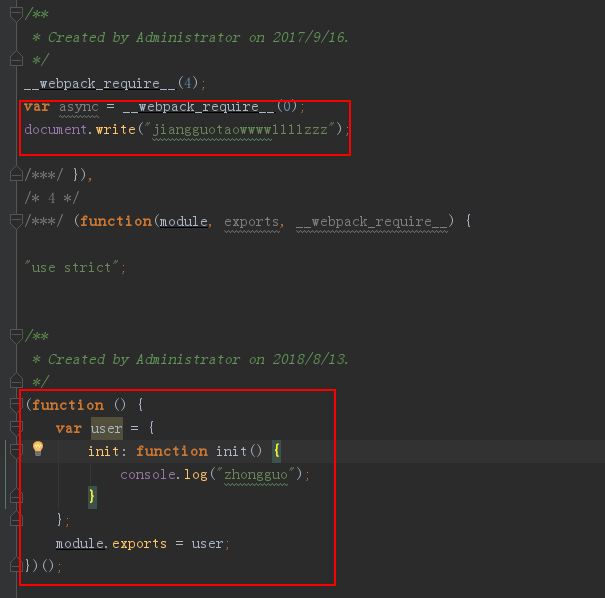 /**
 * Created by Administrator on 2017/9/16.
 */
__webpack_require__(4);
var async = __webpack_require__(0);
document.write("jiangguotaowwwwllllzzz");
/***/ }),
/* 4 */
/***/ (function(module, exports, __webpack_require__) {
"use strict";
/**
 * Created by Administrator on 2018/8/13.
 */
(function () {
    var user = {
        init: function init() {
            console.log("zhongguo");
        }
    };
    module.exports = user;
})();